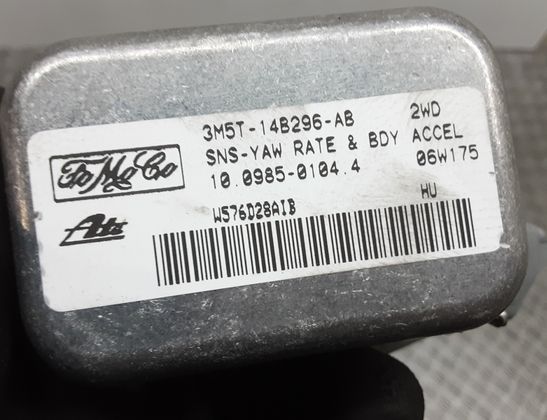 3M5T-14B296-AB 2WD
SNS-YAW RATE & BDY ACCEL
10.0985-0104.4 06W175
FoMoCo
Ate
W576D28AIB HU